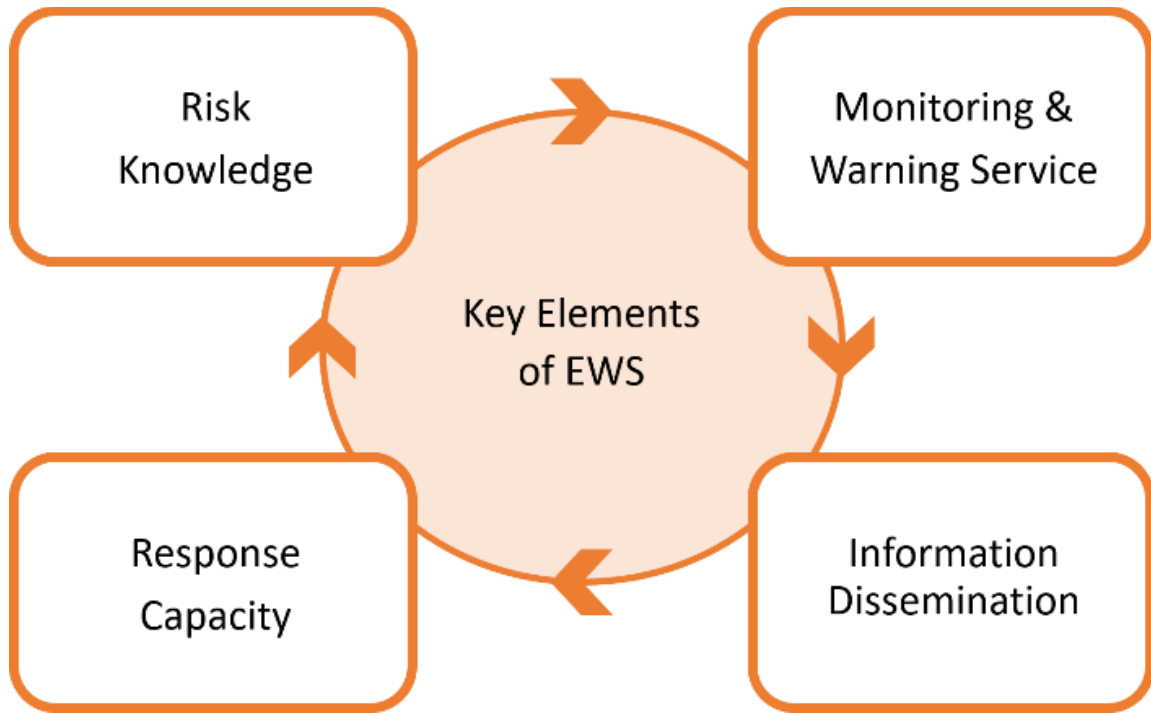 Risk
Knowledge
Monitoring &
Warning Service
Key Elements
of EWS
Response
Capacity
Information
Dissemination